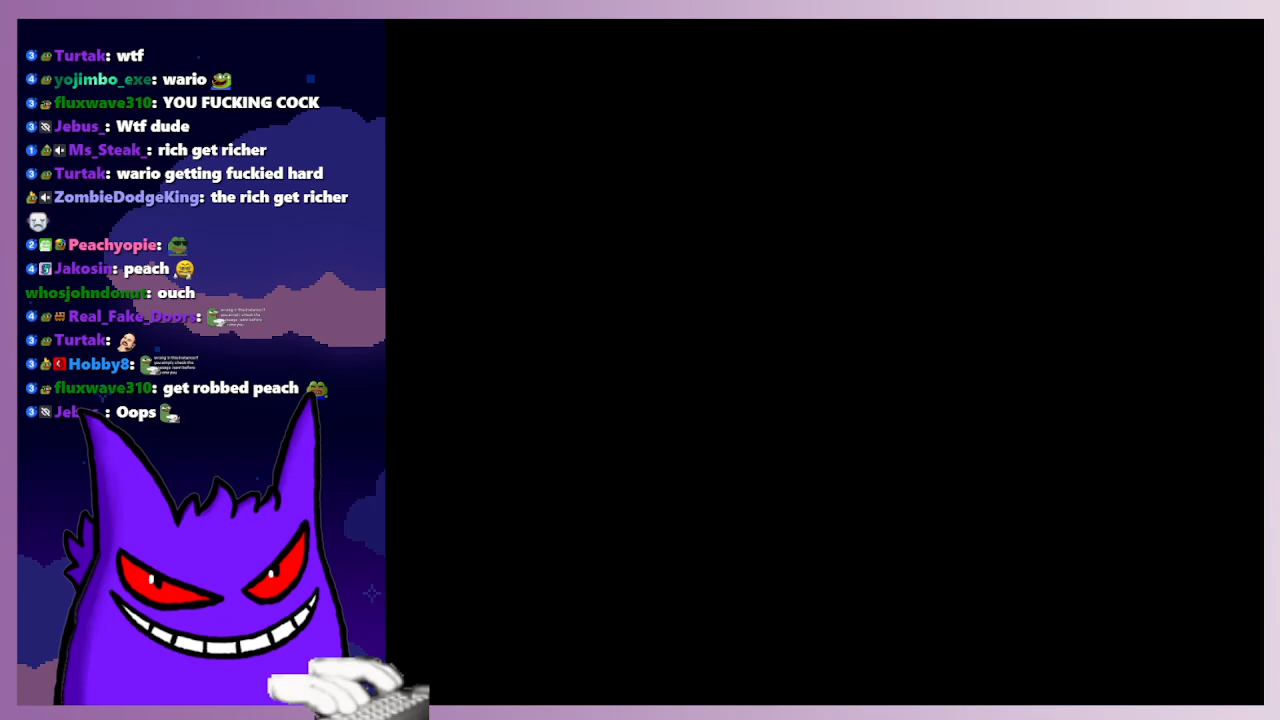 Turtak: wtf
yojimbo_exe: wario
fluxwave310: YOU FUCKING COCK
Jebus_: Wtf dude
Ms_Steak_: rich get richer
Turtak: wario getting fuckied hard
ZombieDodgeKing: the rich get richer
Peachyopie:
Jakosin: peach
whosjohndonut: ouch
Real_Fake_Doors:
Turtak:
Hobby8:
fluxwave310: get robbed peach
: Oops